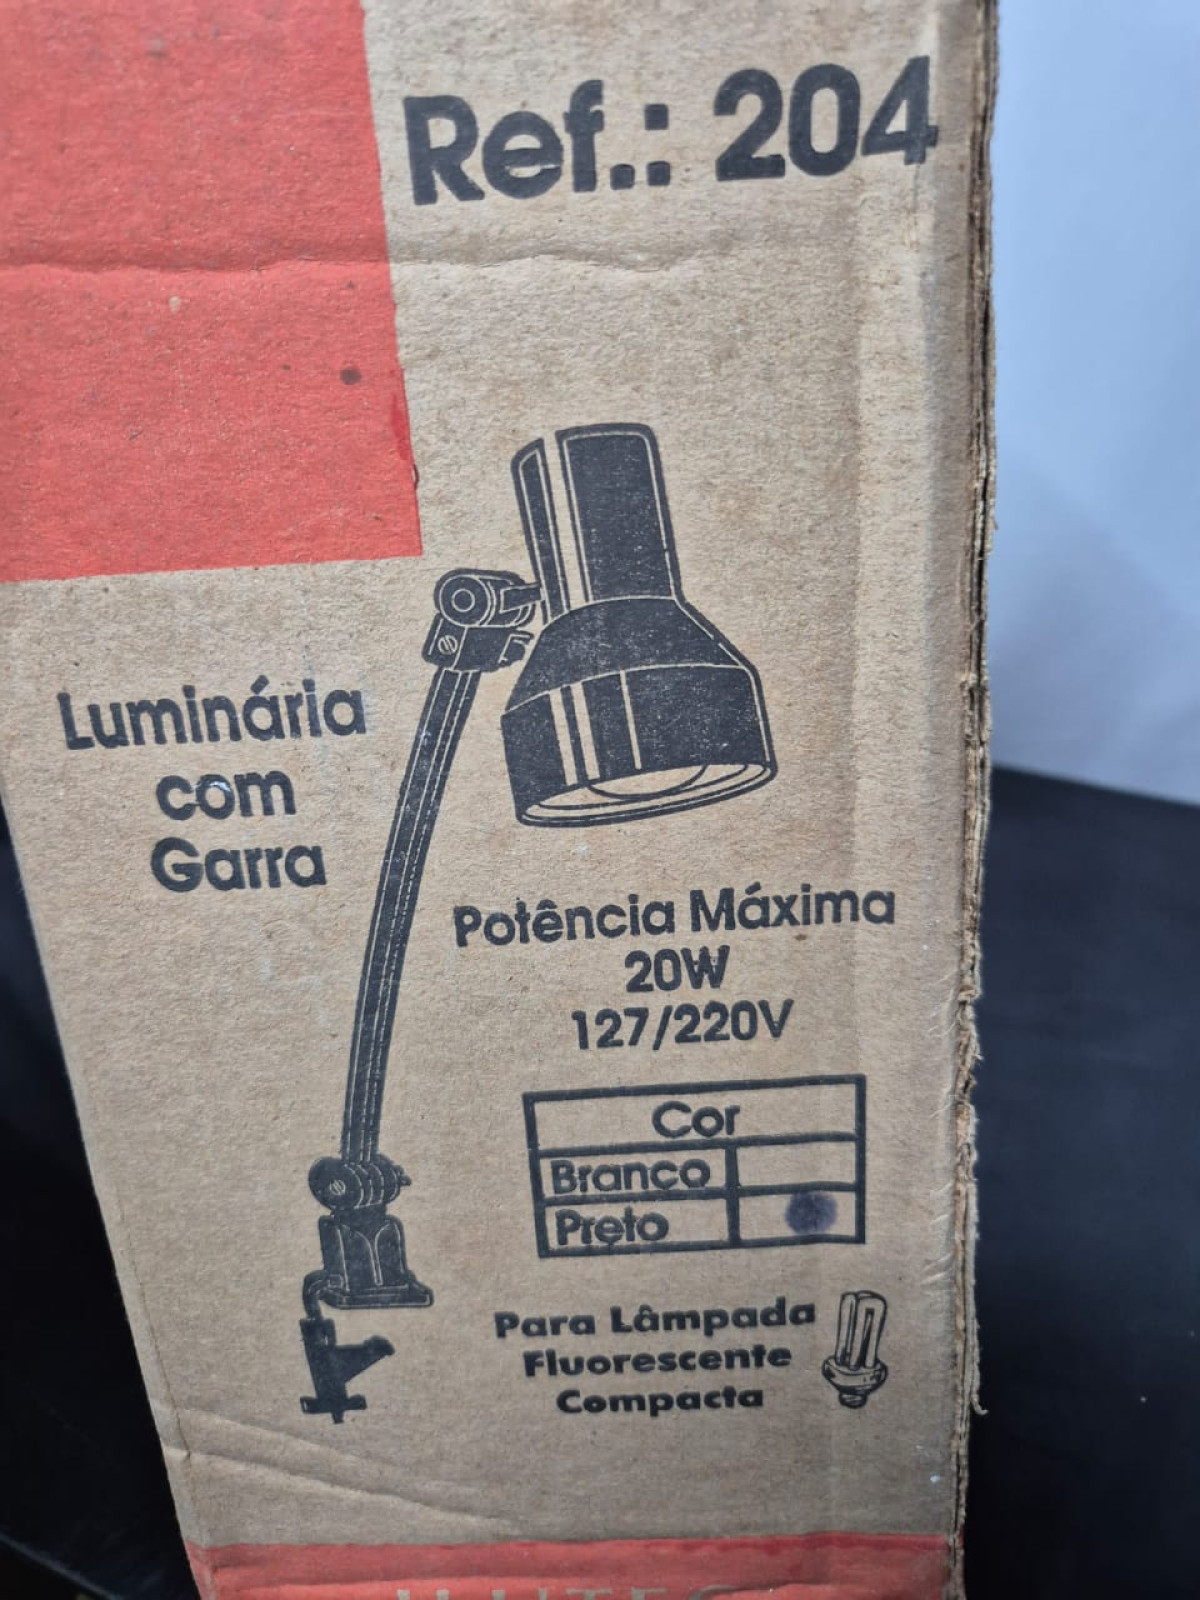 Ref.: 204
Luminária
com
Garra
Potência Máxima
20W
127/220V
Cor
Branco
Preto
Para Lâmpada
Fluorescente
Compacta